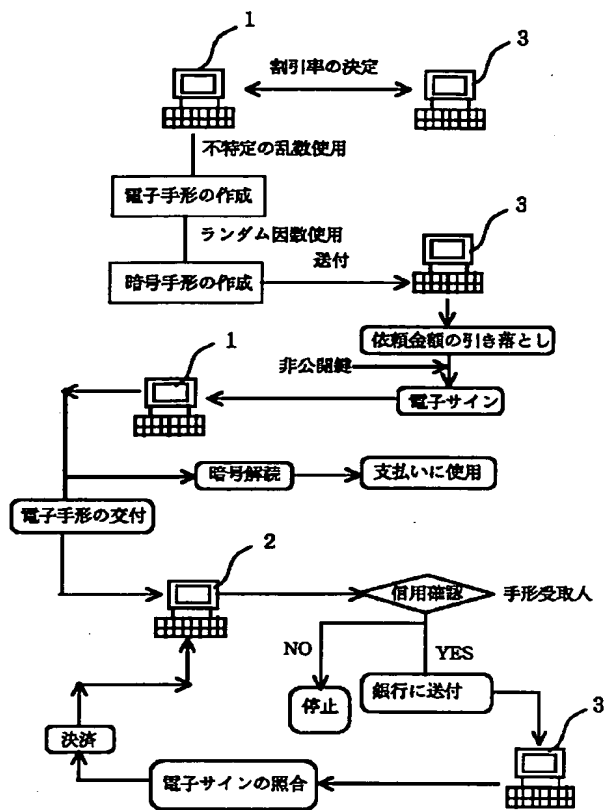 1
3
割引率の決定
不特定の乱数使用
電子手形の作成
ランダム因数使用
3
暗号手形の作成
送付
依頼金額の引き落とし
1
非公開鍵
電子サイン
暗号解読
支払いに使用
電子手形の交付
2
信用確認
手形受取人
NO
YES
停止
銀行に送付
3
決済
電子サインの照合